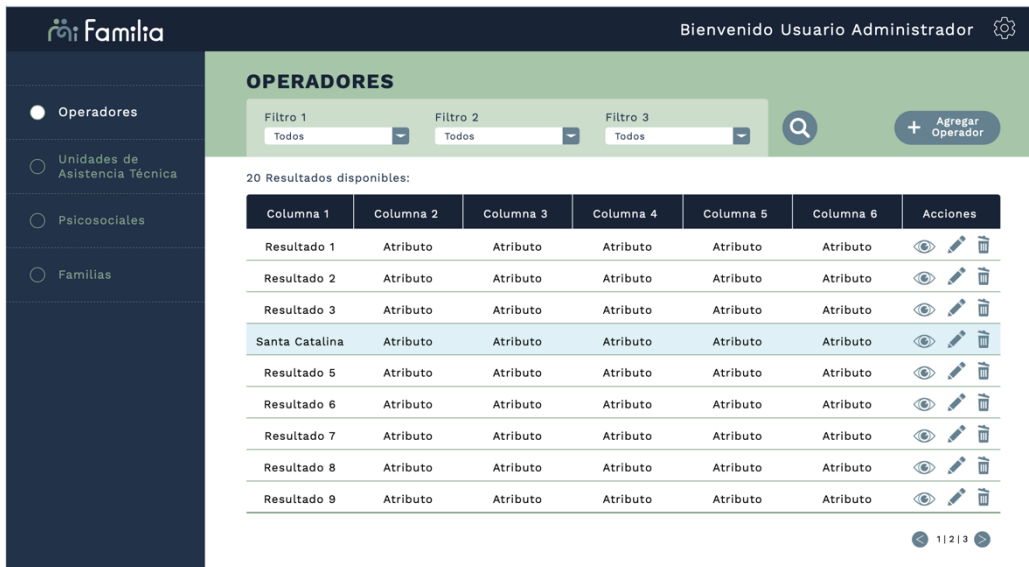 mi Familia
Bienvenido Usuario Administrador
Operadores
Unidades de
Asistencia Técnica
Psicosociales
Familias
OPERADORES
Filtro 1 Filtro 2 Filtro 3
Todos Todos Todos
+ Agregar
Operador
20 Resultados disponibles:
Columna 1 Columna 2 Columna 3 Columna 4 Columna 5 Columna 6 Acciones
Resultado 1 Atributo Atributo Atributo Atributo Atributo
Resultado 2 Atributo Atributo Atributo Atributo Atributo
Resultado 3 Atributo Atributo Atributo Atributo Atributo
Santa Catalina Atributo Atributo Atributo Atributo Atributo
Resultado 5 Atributo Atributo Atributo Atributo Atributo
Resultado 6 Atributo Atributo Atributo Atributo Atributo
Resultado 7 Atributo Atributo Atributo Atributo Atributo
Resultado 8 Atributo Atributo Atributo Atributo Atributo
Resultado 9 Atributo Atributo Atributo Atributo Atributo
< 1|2|3 >